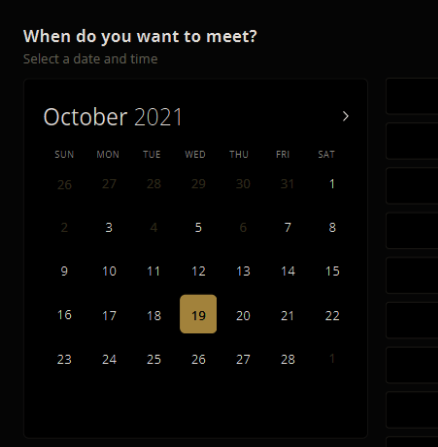 When do you want to meet?
Select a date and time
October 2021 >
SUN MON TUE WED THU FRI SAT
26 27 28 29 30 31 1
2 3 4 5 6 7 8
9 10 11 12 13 14 15
16 17 18 19 20 21 22
23 24 25 26 27 28 1